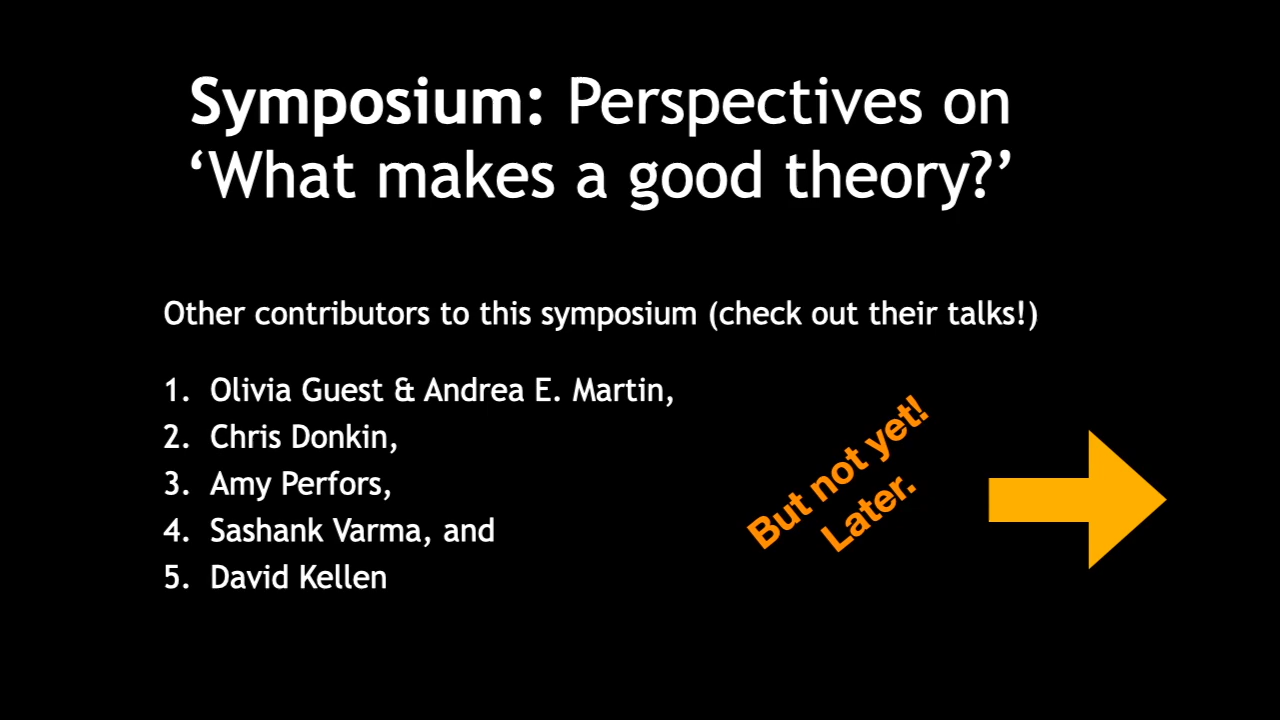 Symposium: Perspectives on
‘What makes a good theory?’
Other contributors to this symposium (check out their talks!)
1. Olivia Guest & Andrea E. Martin,
2. Chris Donkin,
3. Amy Perfors,
4. Sashank Varma, and
5. David Kellen
But not yet!
Later.